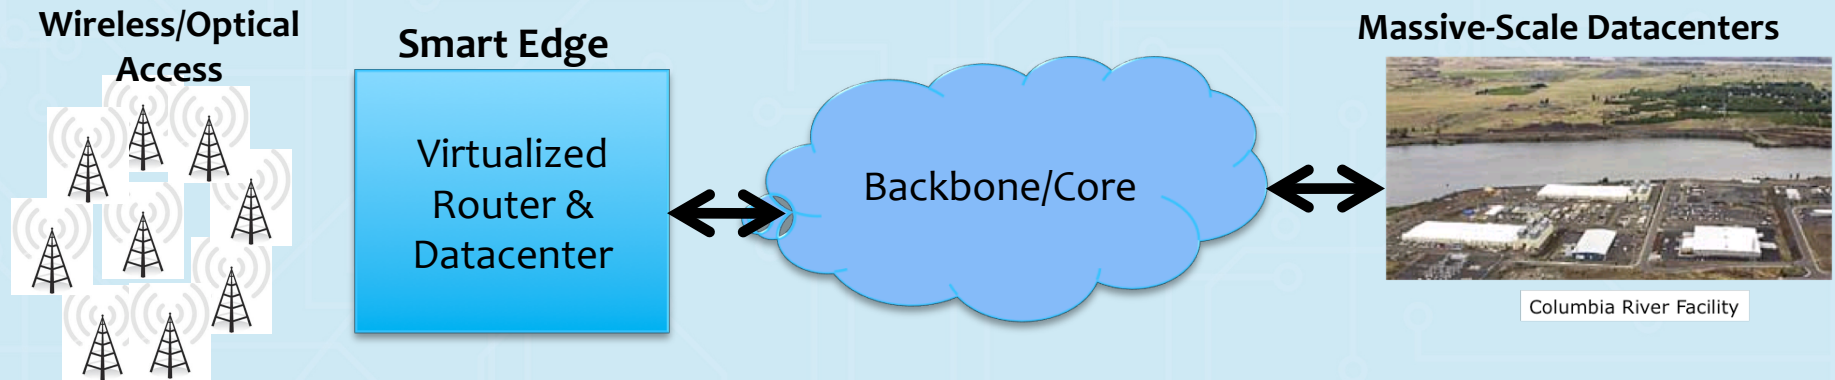 Wireless/Optical
Access
Smart Edge
Virtualized
Router &
Datacenter
Backbone/Core
Massive-Scale Datacenters
Columbia River Facility